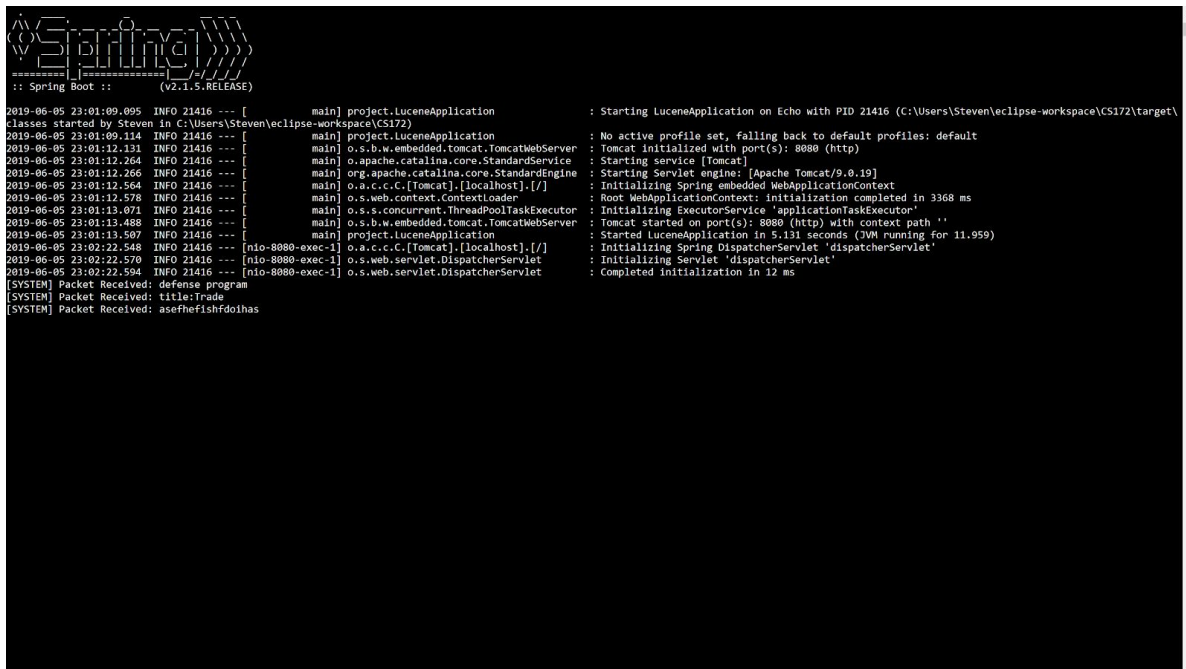 Spring
:: Spring Boot :: (v2.1.5.RELEASE)
2019-06-05 23:01:09.095 INFO 21416 --- [ main] project.LuceneApplication : Starting LuceneApplication on Echo with PID 21416 (C:\Users\Steven\eclipse-workspace\CS172\target\
classes started by Steven in C:\Users\Steven\eclipse-workspace\CS172)
2019-06-05 23:01:09.114 INFO 21416 --- [ main] project.LuceneApplication : No active profile set, falling back to default profiles: default
2019-06-05 23:01:12.131 INFO 21416 --- [ main] o.s.b.w.embedded.tomcat.TomcatWebServer : Tomcat initialized with port(s): 8080 (http)
2019-06-05 23:01:12.264 INFO 21416 --- [ main] o.apache.catalina.core.StandardService : Starting service [Tomcat]
2019-06-05 23:01:12.266 INFO 21416 --- [ main] org.apache.catalina.core.StandardEngine : Starting Servlet engine: [Apache Tomcat/9.0.19]
2019-06-05 23:01:12.564 INFO 21416 --- [ main] o.a.c.c.C.[Tomcat].[localhost].[/] : Initializing Spring embedded WebApplicationContext
2019-06-05 23:01:12.578 INFO 21416 --- [ main] o.s.web.context.ContextLoader : Root WebApplicationContext: initialization completed in 3368 ms
2019-06-05 23:01:13.071 INFO 21416 --- [ main] o.s.s.concurrent.ThreadPoolTaskExecutor : Initializing ExecutorService 'applicationTaskExecutor'
2019-06-05 23:01:13.488 INFO 21416 --- [ main] o.s.b.w.embedded.tomcat.TomcatWebServer : Tomcat started on port(s): 8080 (http) with context path ''
2019-06-05 23:01:13.507 INFO 21416 --- [ main] project.LuceneApplication : Started LuceneApplication in 5.131 seconds (JVM running for 11.959)
2019-06-05 23:02:22.548 INFO 21416 --- [nio-8080-exec-1] o.a.c.c.C.[Tomcat].[localhost].[/] : Initializing Spring DispatcherServlet 'dispatcherServlet'
2019-06-05 23:02:22.570 INFO 21416 --- [nio-8080-exec-1] o.s.web.servlet.DispatcherServlet : Initializing Servlet 'dispatcherServlet'
2019-06-05 23:02:22.594 INFO 21416 --- [nio-8080-exec-1] o.s.web.servlet.DispatcherServlet : Completed initialization in 12 ms
[SYSTEM] Packet Received: defense program
[SYSTEM] Packet Received: title:Trade
[SYSTEM] Packet Received: asefhefishfdoihas